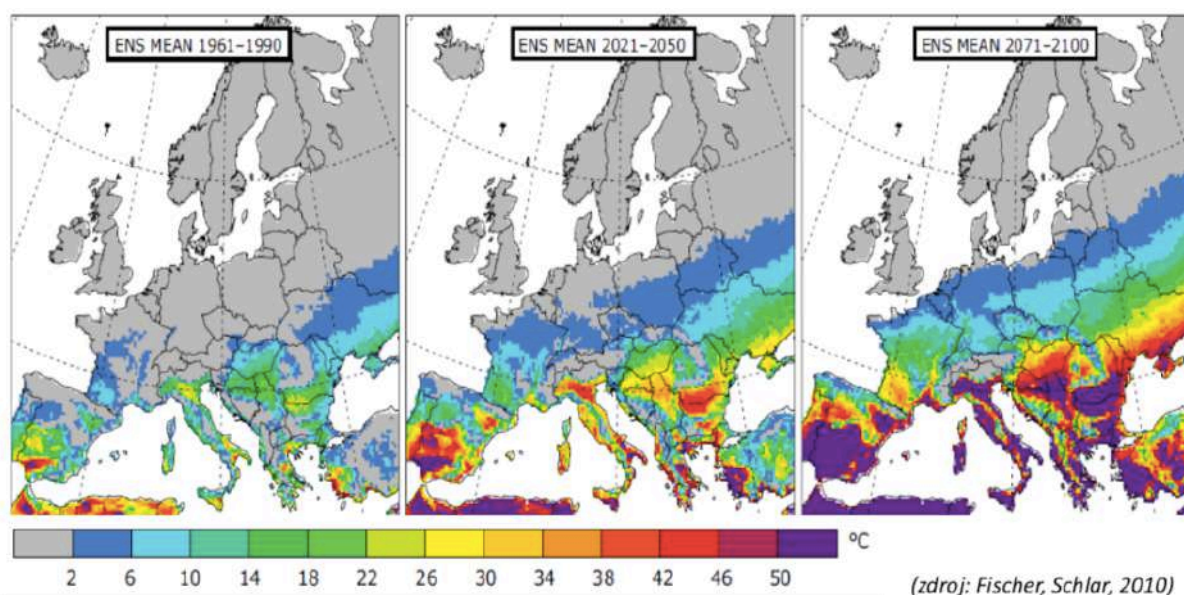 ENS MEAN 1961–1990
ENS MEAN 2021–2050
ENS MEAN 2071–2100
2 6 10 14 18 22 26 30 34 38 42 46 50 °C
(zdroj: Fischer, Schlar, 2010)